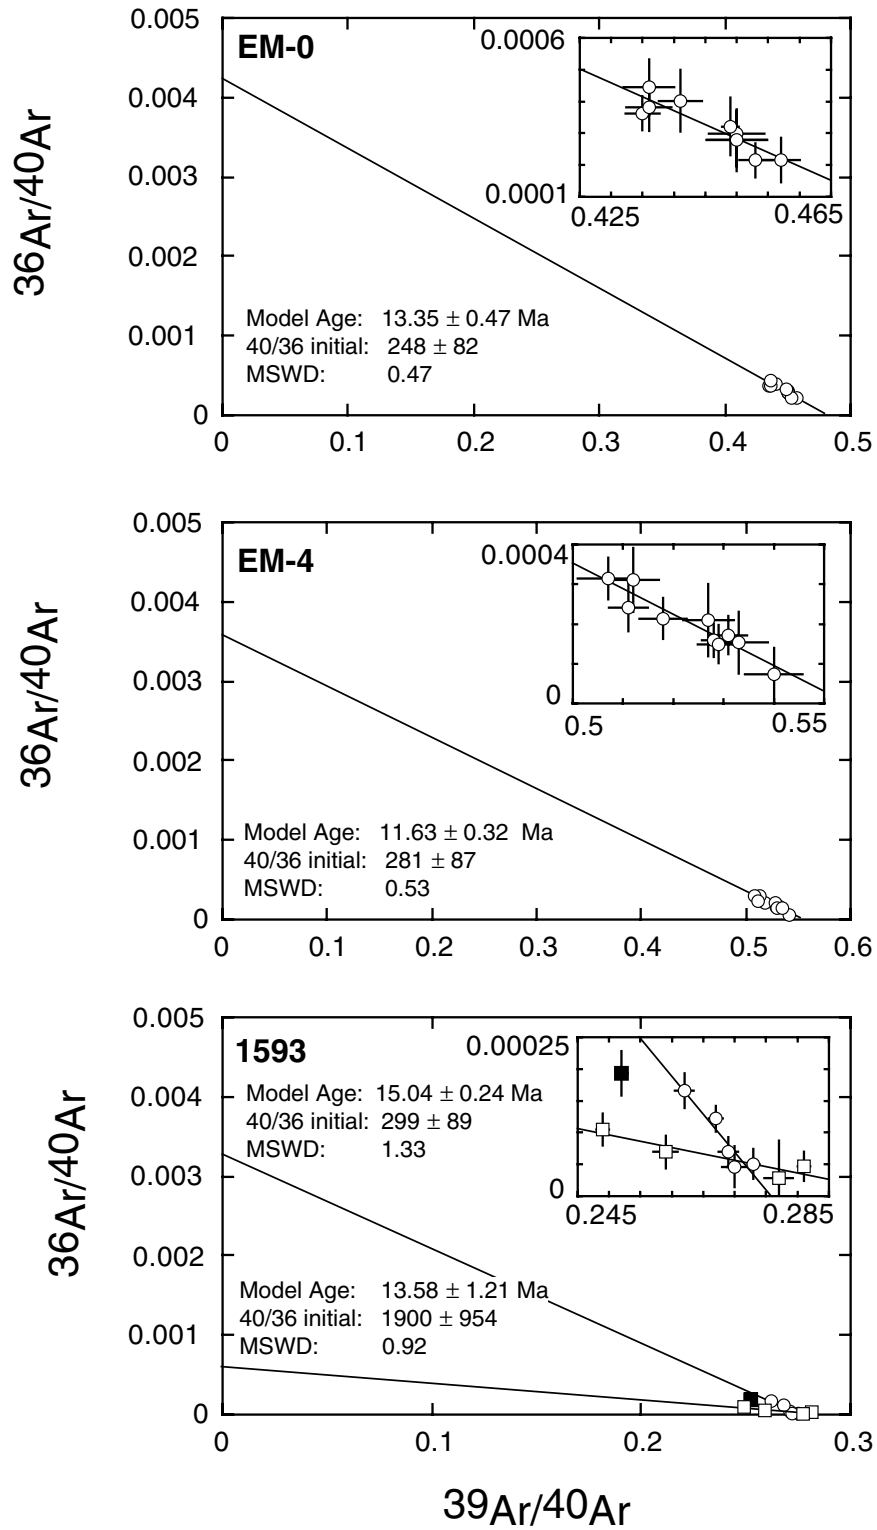 EM-0
36Ar/40Ar
0.005
0.004
0.003
0.002
0.001
0
0 0.1 0.2 0.3 0.4 0.5
0.0006
0.0001
0.425 0.465
Model Age: 13.35 ± 0.47 Ma
40/36 initial: 248 ± 82
MSWD: 0.47
EM-4
36Ar/40Ar
0.005
0.004
0.003
0.002
0.001
0
0 0.1 0.2 0.3 0.4 0.5 0.6
0.0004
0
0.5 0.55
Model Age: 11.63 ± 0.32 Ma
40/36 initial: 281 ± 87
MSWD: 0.53
1593
36Ar/40Ar
0.005
0.004
0.003
0.002
0.001
0
0 0.1 0.2 0.3
0.00025
0
0.245 0.285
Model Age: 15.04 ± 0.24 Ma
40/36 initial: 299 ± 89
MSWD: 1.33
Model Age: 13.58 ± 1.21 Ma
40/36 initial: 1900 ± 954
MSWD: 0.92
39Ar/40Ar